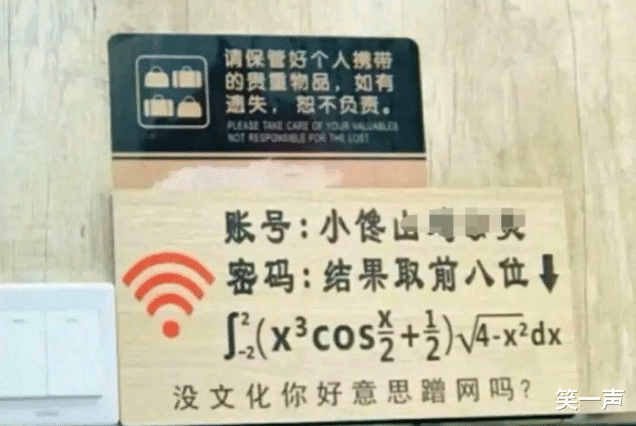 请保管好个人携带
的贵重物品，如有
遗失，恕不负责。
PLEASE TAKE CARE OF YOUR VALUABLES
NOT RESPONSIBLE FOR THE LOST
账号:小馋
密码:结果取前八位↓
∫₋₂²(x³cos x/2+1/2)√4-x²dx
没文化你好意思蹭网吗?
笑一声